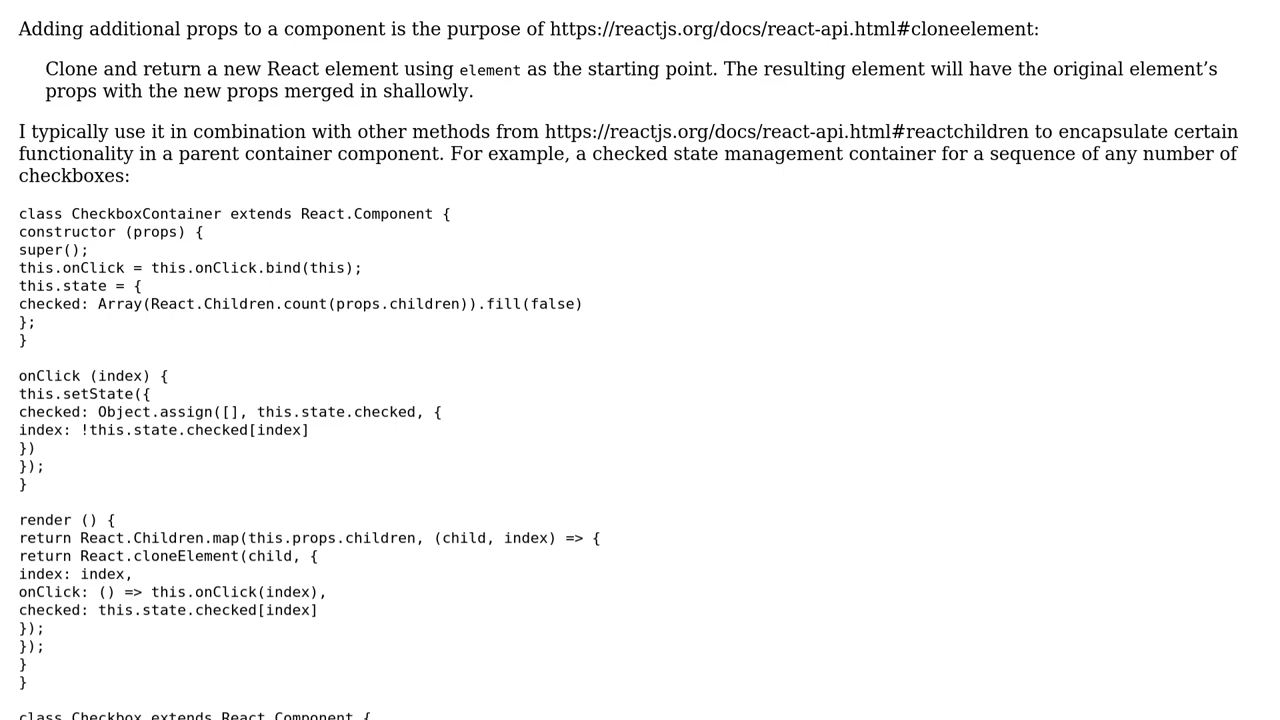 Adding additional props to a component is the purpose of https://reactjs.org/docs/react-api.html#cloneelement:
Clone and return a new React element using element as the starting point. The resulting element will have the original element’s
props with the new props merged in shallowly.
I typically use it in combination with other methods from https://reactjs.org/docs/react-api.html#reactchildren to encapsulate certain
functionality in a parent container component. For example, a checked state management container for a sequence of any number of
checkboxes:
class CheckboxContainer extends React.Component {
constructor (props) {
super();
this.onClick = this.onClick.bind(this);
this.state = {
checked: Array(React.Children.count(props.children)).fill(false)
};
}
onClick (index) {
this.setState({
checked: Object.assign([], this.state.checked, {
index: !this.state.checked[index]
})
});
}
render () {
return React.Children.map(this.props.children, (child, index) => {
return React.cloneElement(child, {
index: index,
onClick: () => this.onClick(index),
checked: this.state.checked[index]
});
});
}
}
class Checkbox extends React.Component {